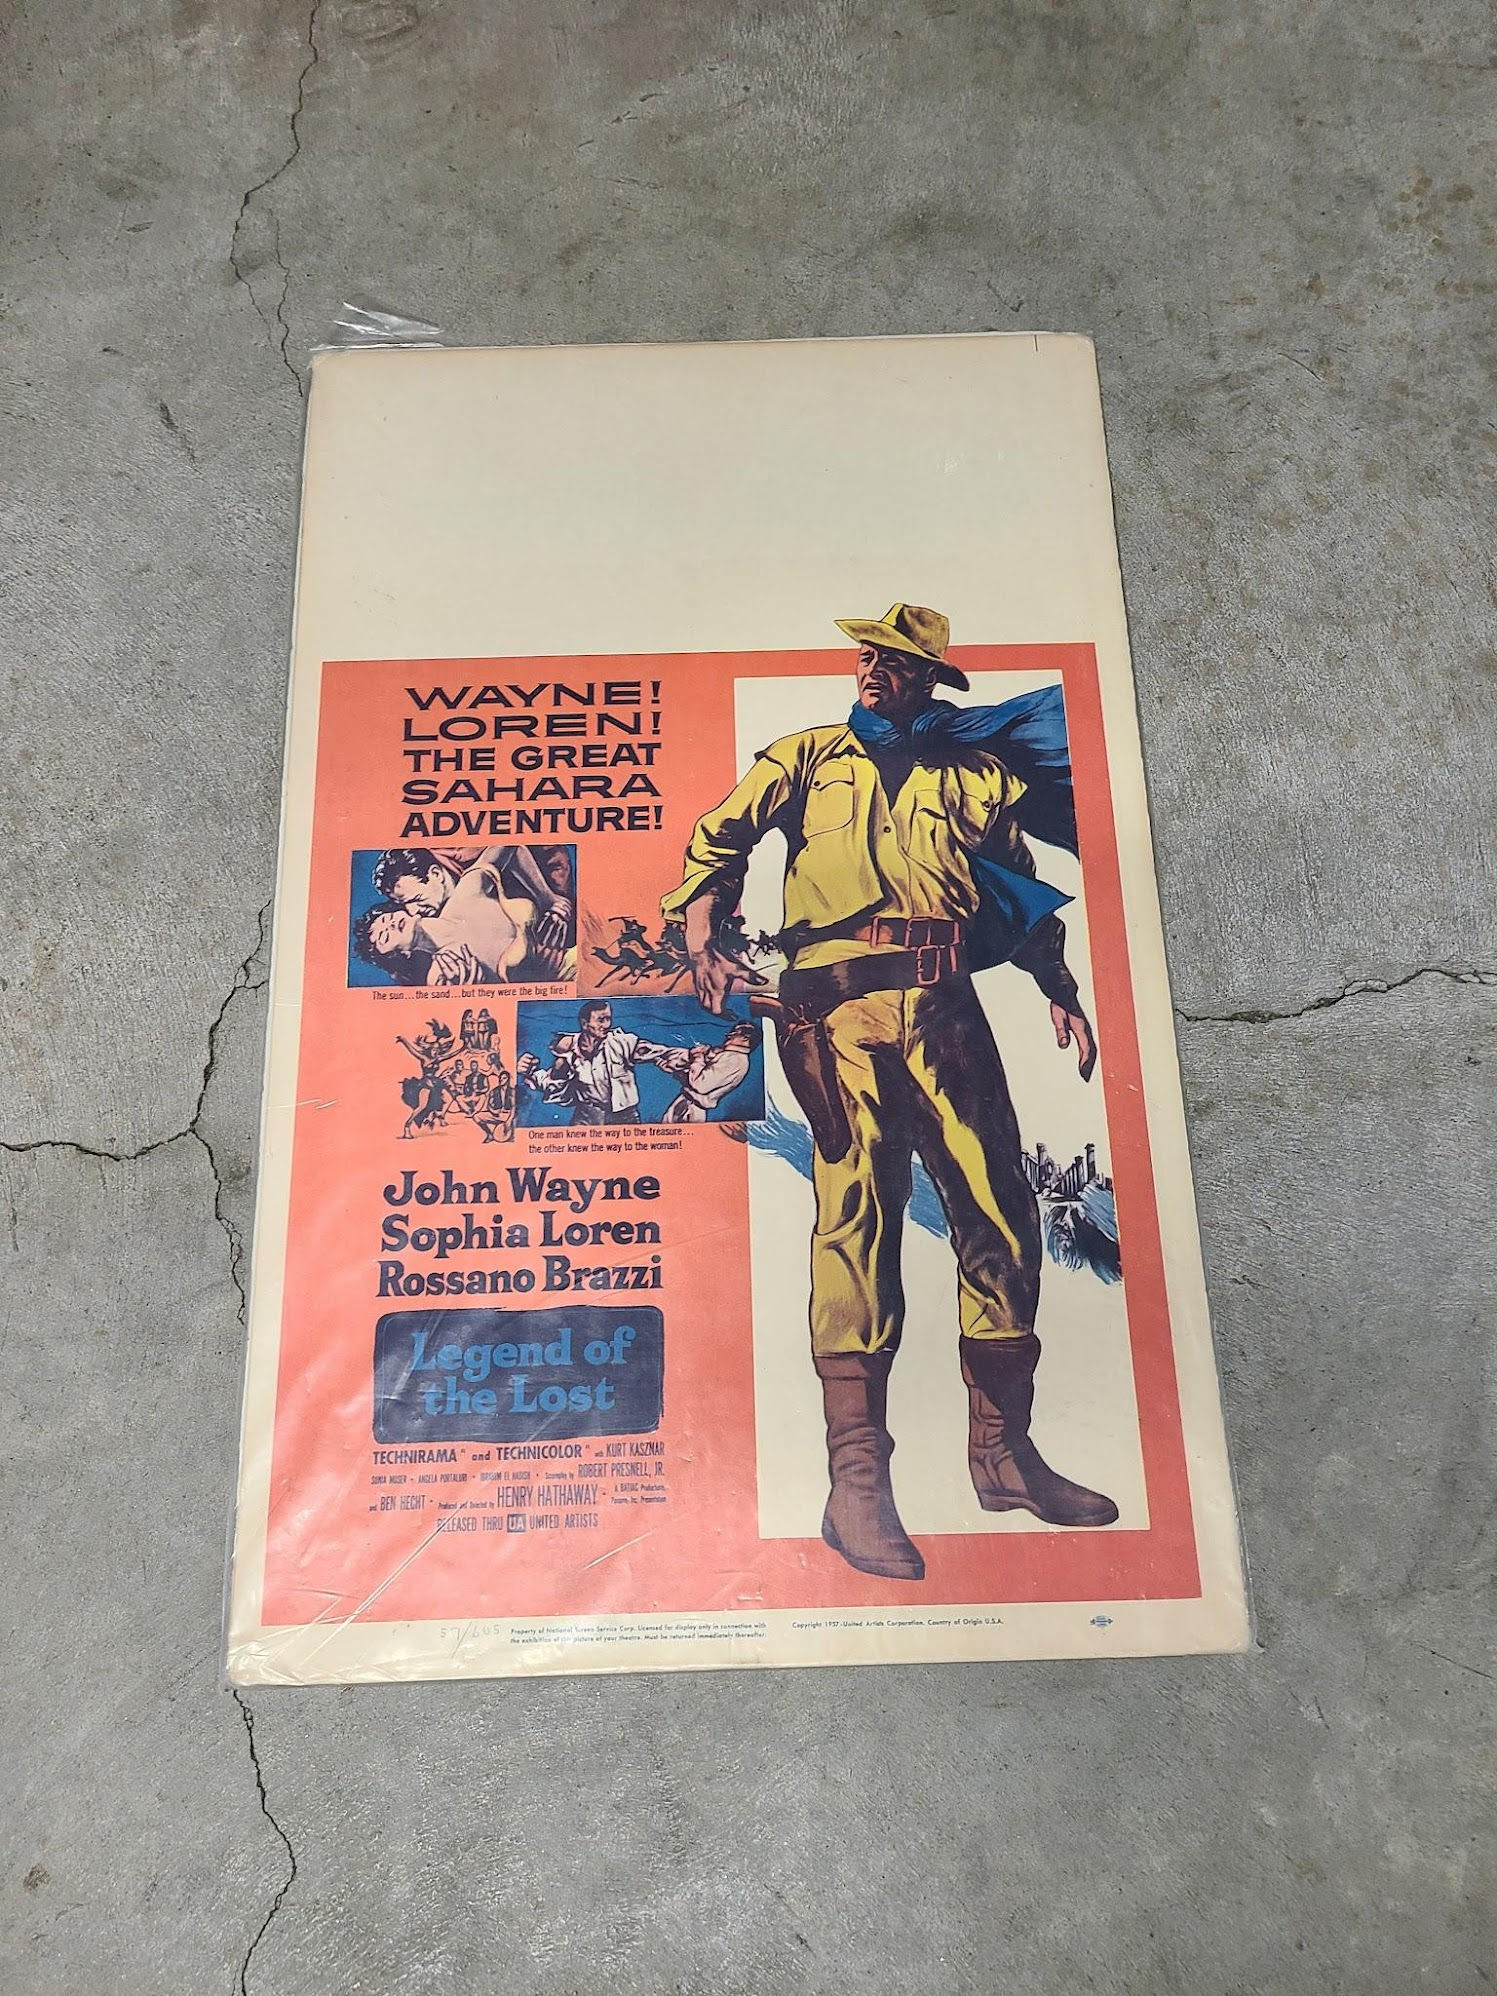 WAYNE!
LOREN!
THE GREAT
SAHARA
ADVENTURE!
The sun...the sand...but they were the big fire!
One man knew the way to the treasure...
the other knew the way to the woman!
John Wayne
Sophia Loren
Rossano Brazzi
Legend of
the Lost
TECHNIRAMA® and TECHNICOLOR® with KURT KASZNAR
SONIA MOSER • ANGELA PORTALURI • IBRAHIM EL HADISH • Screenplay by ROBERT PRESNELL, JR.
and BEN HECHT • Produced and Directed by HENRY HATHAWAY • A BATJAC Productions,
Panama, Inc. Presentation
RELEASED THRU UA UNITED ARTISTS
57/605
Property of National Screen Service Corp. Licensed for display only in connection with
the exhibition of this picture at your theatre. Must be returned immediately thereafter.
Copyright 1957-United Artists Corporation. Country of Origin U.S.A.